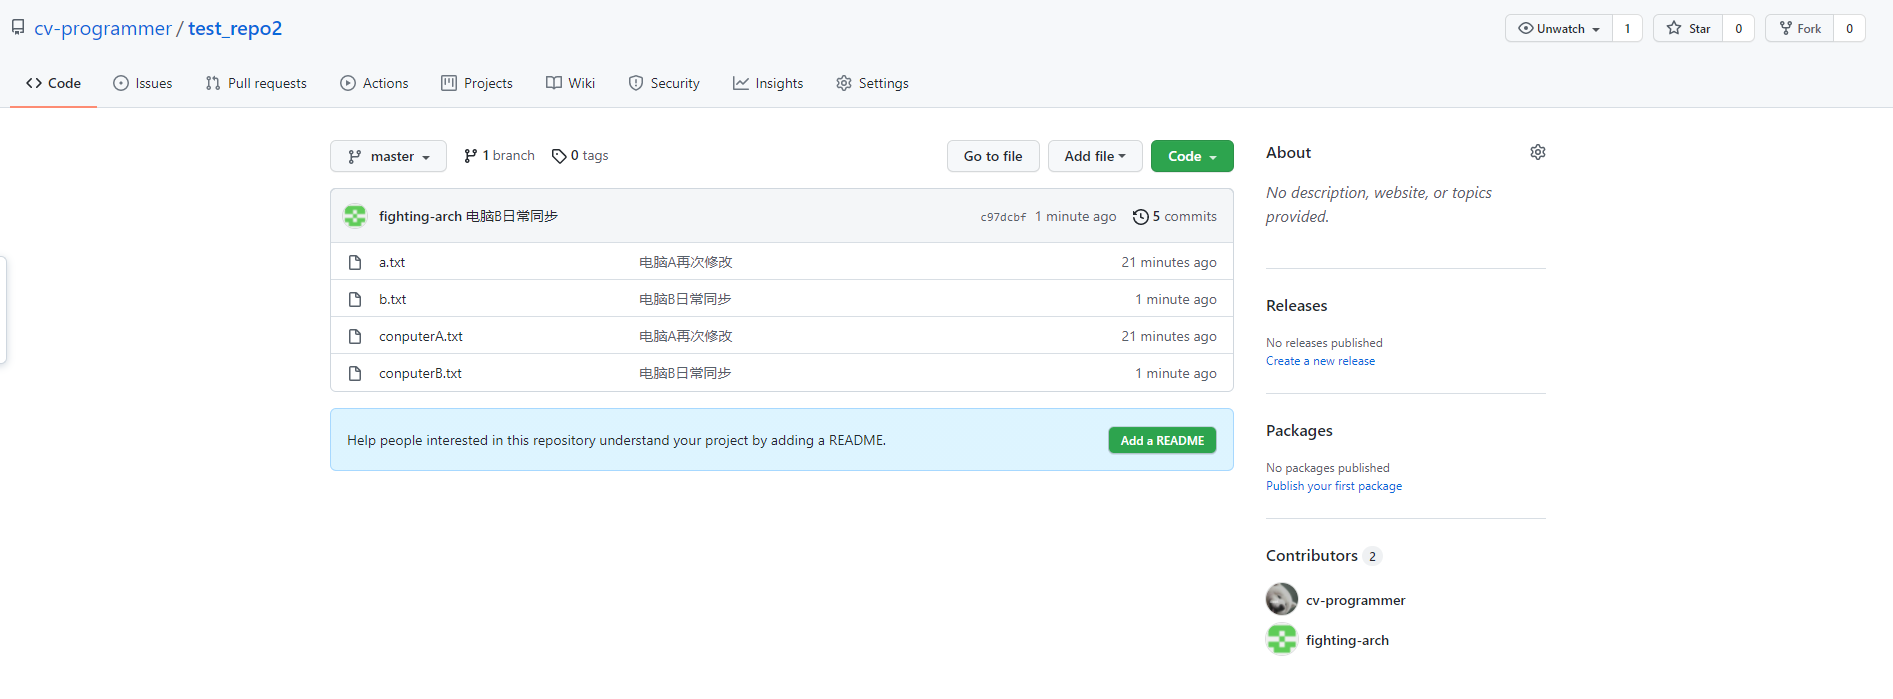 cv-programmer / test_repo2
Unwatch 1 Star 0 Fork 0
Code Issues Pull requests Actions Projects Wiki Security Insights Settings
master 1 branch 0 tags Go to file Add file Code
fighting-arch 电脑B日常同步 c97dcbf 1 minute ago 5 commits
a.txt 电脑A再次修改 21 minutes ago
b.txt 电脑B日常同步 1 minute ago
conputerA.txt 电脑A再次修改 21 minutes ago
conputerB.txt 电脑B日常同步 1 minute ago
Help people interested in this repository understand your project by adding a README. Add a README
About
No description, website, or topics
provided.
Releases
No releases published
Create a new release
Packages
No packages published
Publish your first package
Contributors 2
cv-programmer
fighting-arch